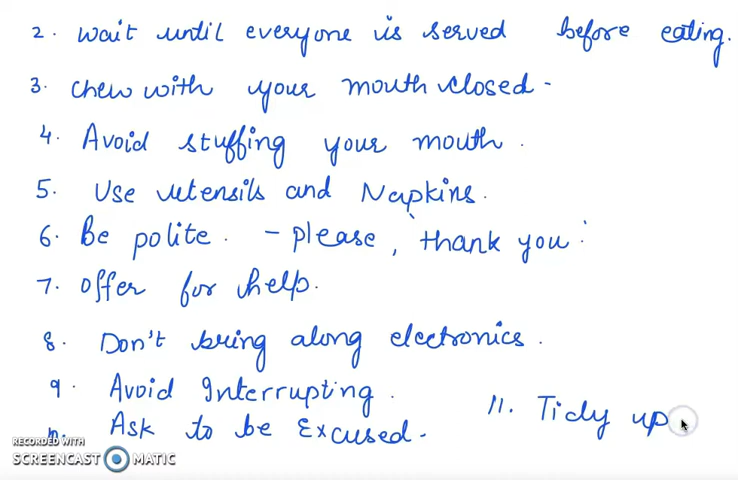 2. wait until everyone is served before eating.
3. chew with your mouth closed -
4. Avoid stuffing your mouth.
5. Use utensils and Napkins.
6. Be polite. - please, thank you.
7. Offer for help.
8. Don't bring along electronics.
9. Avoid Interrupting.
10. Ask to be Excused.
11. Tidy up
RECORDED WITH
SCREENCAST MATIC